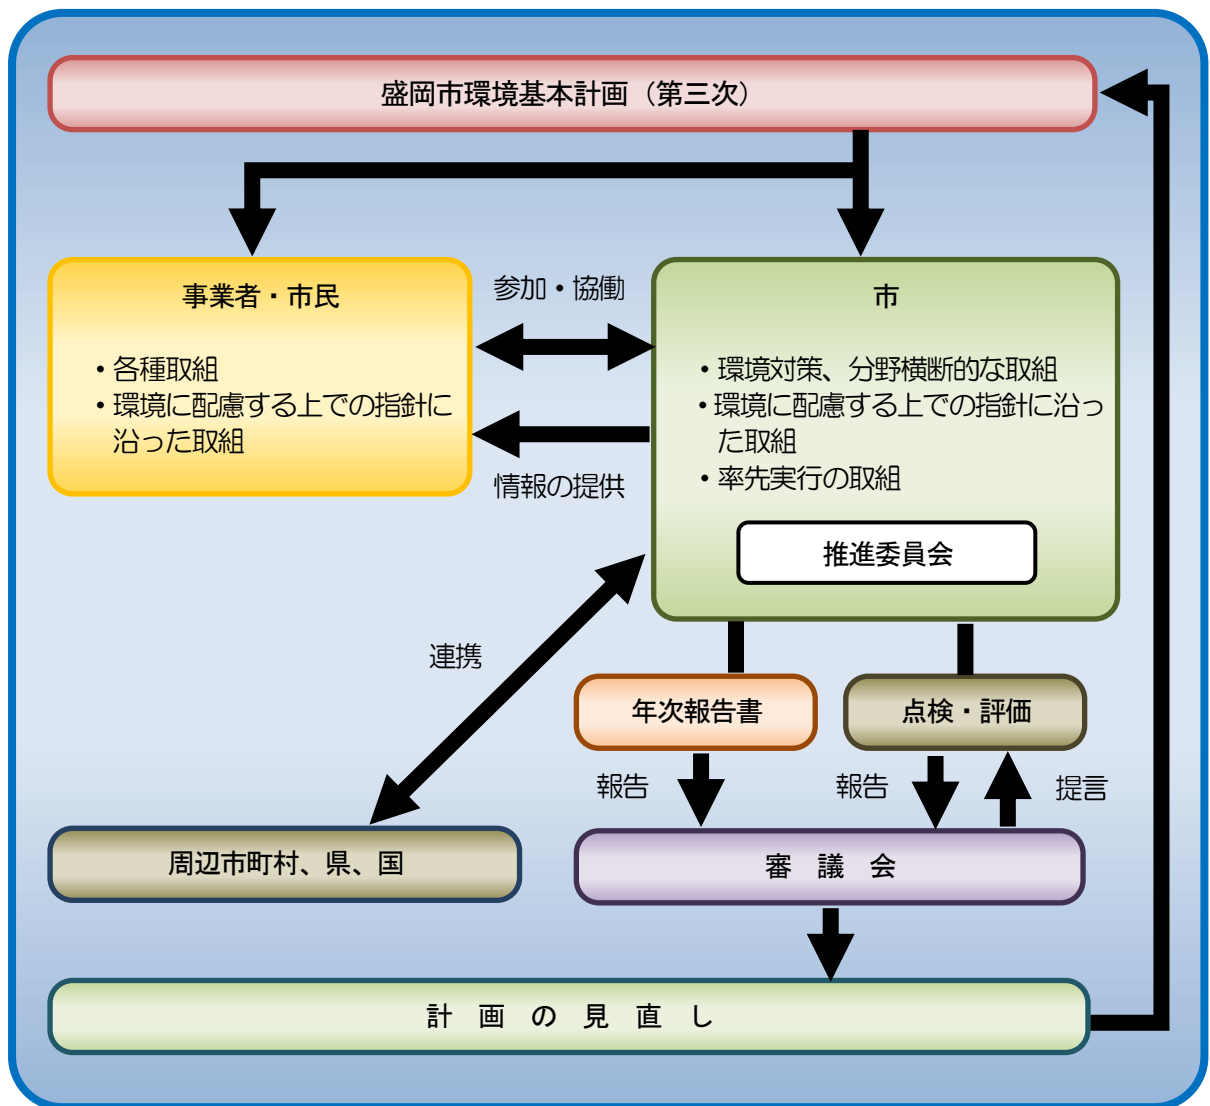 盛岡市環境基本計画（第三次）
事業者・市民
・各種取組
・環境に配慮する上での指針に
沿った取組
参加・協働
情報の提供
市
・環境対策、分野横断的な取組
・環境に配慮する上での指針に沿っ
た取組
・率先実行の取組
推進委員会
連携
年次報告書
点検・評価
報告
報告
提言
周辺市町村、県、国
審　議　会
計　画　の　見　直　し